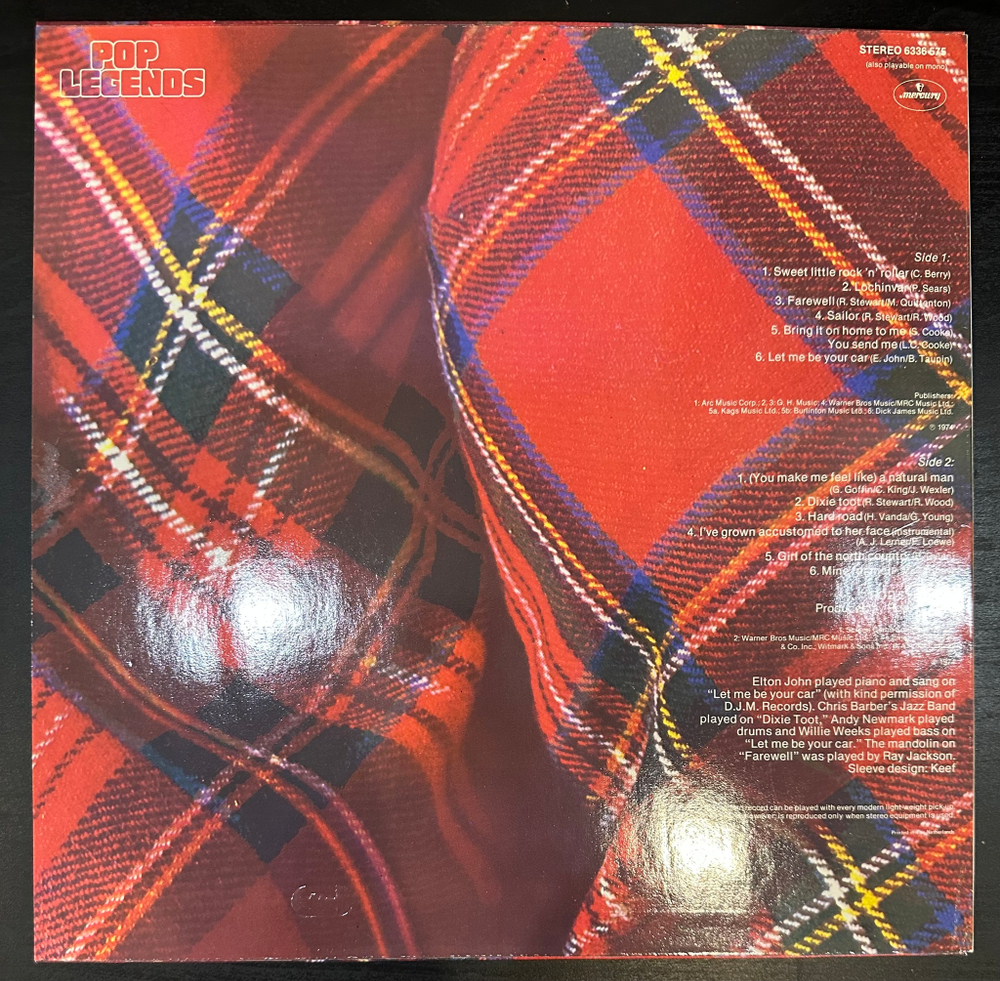 POP
LEGENDS
STEREO 6336 575
(also playable on mono)
mercury
Side 1:
1. Sweet little rock 'n' roller (C. Berry)
2. Lochinvar (P. Sears)
3. Farewell (R. Stewart/M. Quittenton)
4. Sailor (R. Stewart/R. Wood)
5. Bring it on home to me (S. Cooke)
You send me (L.C. Cooke)
6. Let me be your car (E. John/B. Taupin)
Publishers:
1: Arc Music Corp.; 2, 3: G. H. Music; 4: Warner Bros Music/MRC Music Ltd.;
5a. Kags Music Ltd.; 5b: Burlinton Music Ltd.; 6: Dick James Music Ltd.
℗ 1974
Side 2:
1. (You make me feel like) a natural man
(G. Goffin/C. King/J. Wexler)
2. Dixie toot (R. Stewart/R. Wood)
3. Hard road (H. Vanda/G. Young)
4. I've grown accustomed to her face (instrumental)
(A. J. Lerner/F. Loewe)
5. Girl of the north country
6. Mine
2: Warner Bros Music/MRC Music Ltd.
& Co. Inc.; Witmark & Sons
Elton John played piano and sang on
"Let me be your car" (with kind permission of
D.J.M. Records). Chris Barber's Jazz Band
played on "Dixie Toot," Andy Newmark played
drums and Willie Weeks played bass on
"Let me be your car." The mandolin on
"Farewell" was played by Ray Jackson.
Sleeve design: Keef
record can be played with every modern light-weight pick-up
however, is reproduced only when stereo equipment is used.
Printed in the Netherlands